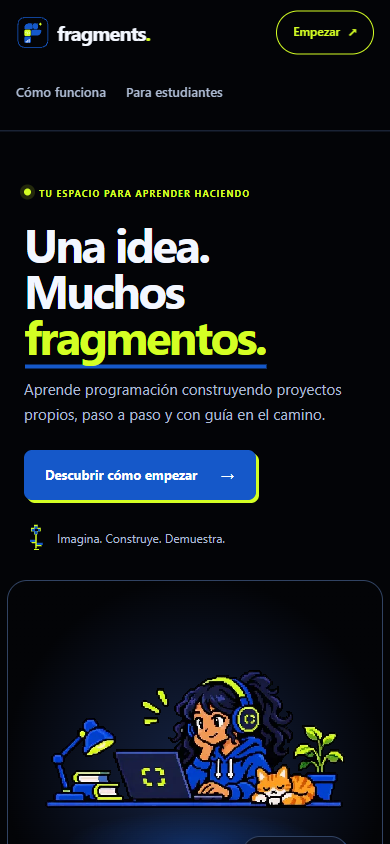 fragments.
Empezar ↗
Cómo funciona
Para estudiantes
TU ESPACIO PARA APRENDER HACIENDO
Una idea.
Muchos
fragmentos.
Aprende programación construyendo proyectos
propios, paso a paso y con guía en el camino.
Descubrir cómo empezar →
Imagina. Construye. Demuestra.